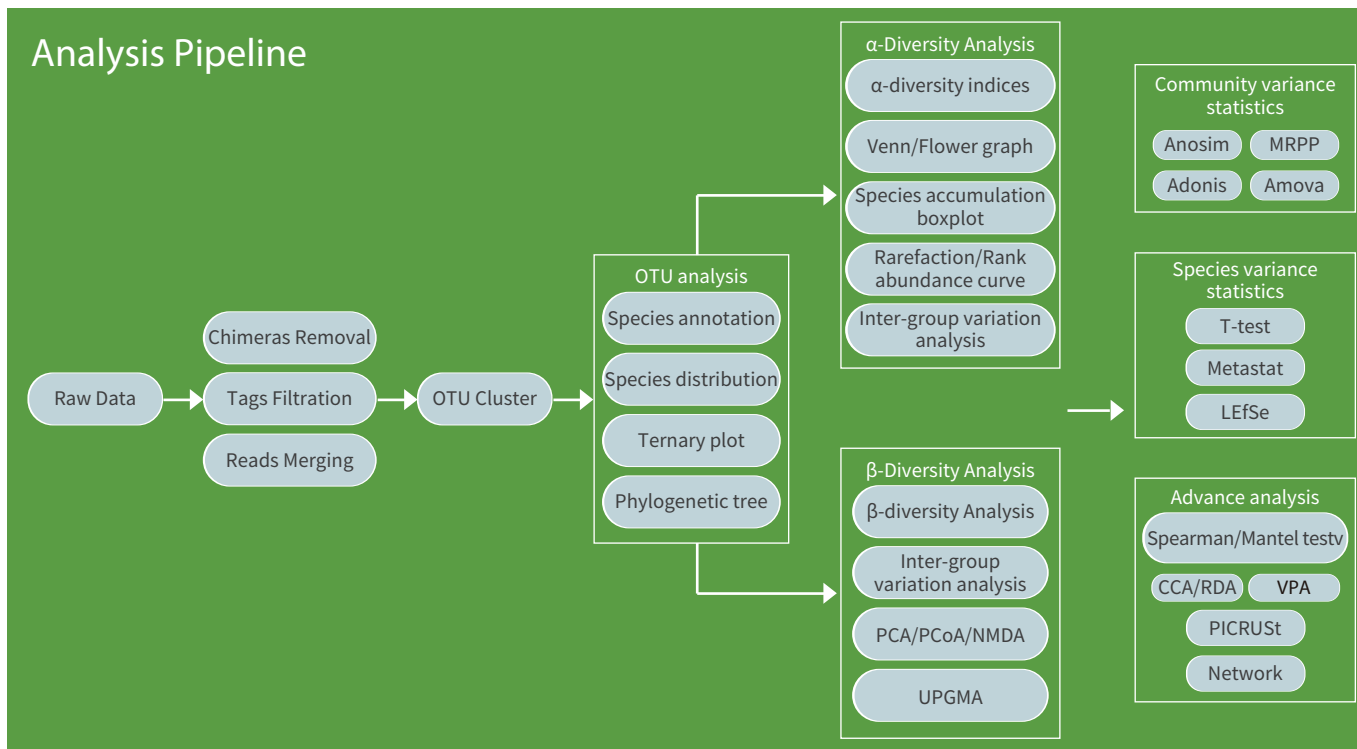 Analysis Pipeline
Raw Data
Chimeras Removal
Tags Filtration
Reads Merging
OTU Cluster
OTU analysis
Species annotation
Species distribution
Ternary plot
Phylogenetic tree
α-Diversity Analysis
α-diversity indices
Venn/Flower graph
Species accumulation
boxplot
Rarefaction/Rank
abundance curve
Inter-group variation
analysis
β-Diversity Analysis
β-diversity Analysis
Inter-group
variation analysis
PCA/PCoA/NMDA
UPGMA
Community variance
statistics
Anosim
MRPP
Adonis
Amova
Species variance
statistics
T-test
Metastat
LEfSe
Advance analysis
Spearman/Mantel testv
CCA/RDA
VPA
PICRUSt
Network